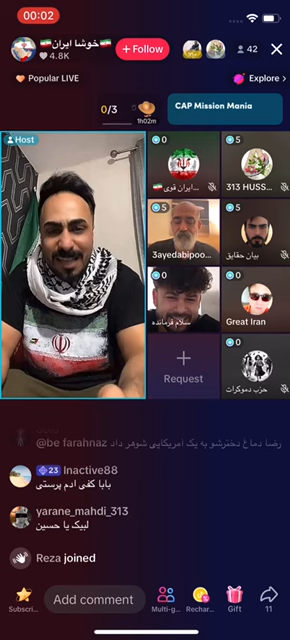 00:02
🇮🇷خوشا ایران🇮🇷
4.8K
+ Follow
42
Popular LIVE
Explore >
0/3
1h02m
CAP Mission Mania
Host
0
ایران قوی🇮🇷...
5
313 HUSS...
5
3ayedabipoo...
5
بیان حقایق
0
سلام فرمانده
0
Great Iran
+
Request
0
حزب دموکرات
@be farahnaz رضا دماغ دخترشو به یک آمریکایی شوهر داد
23 Inactive88
بابا کفی ادم پرستی
yarane_mahdi_313
لبیک یا حسین
Reza joined
Add comment
Subscri...
Multi-g...
Rechar...
Gift
11